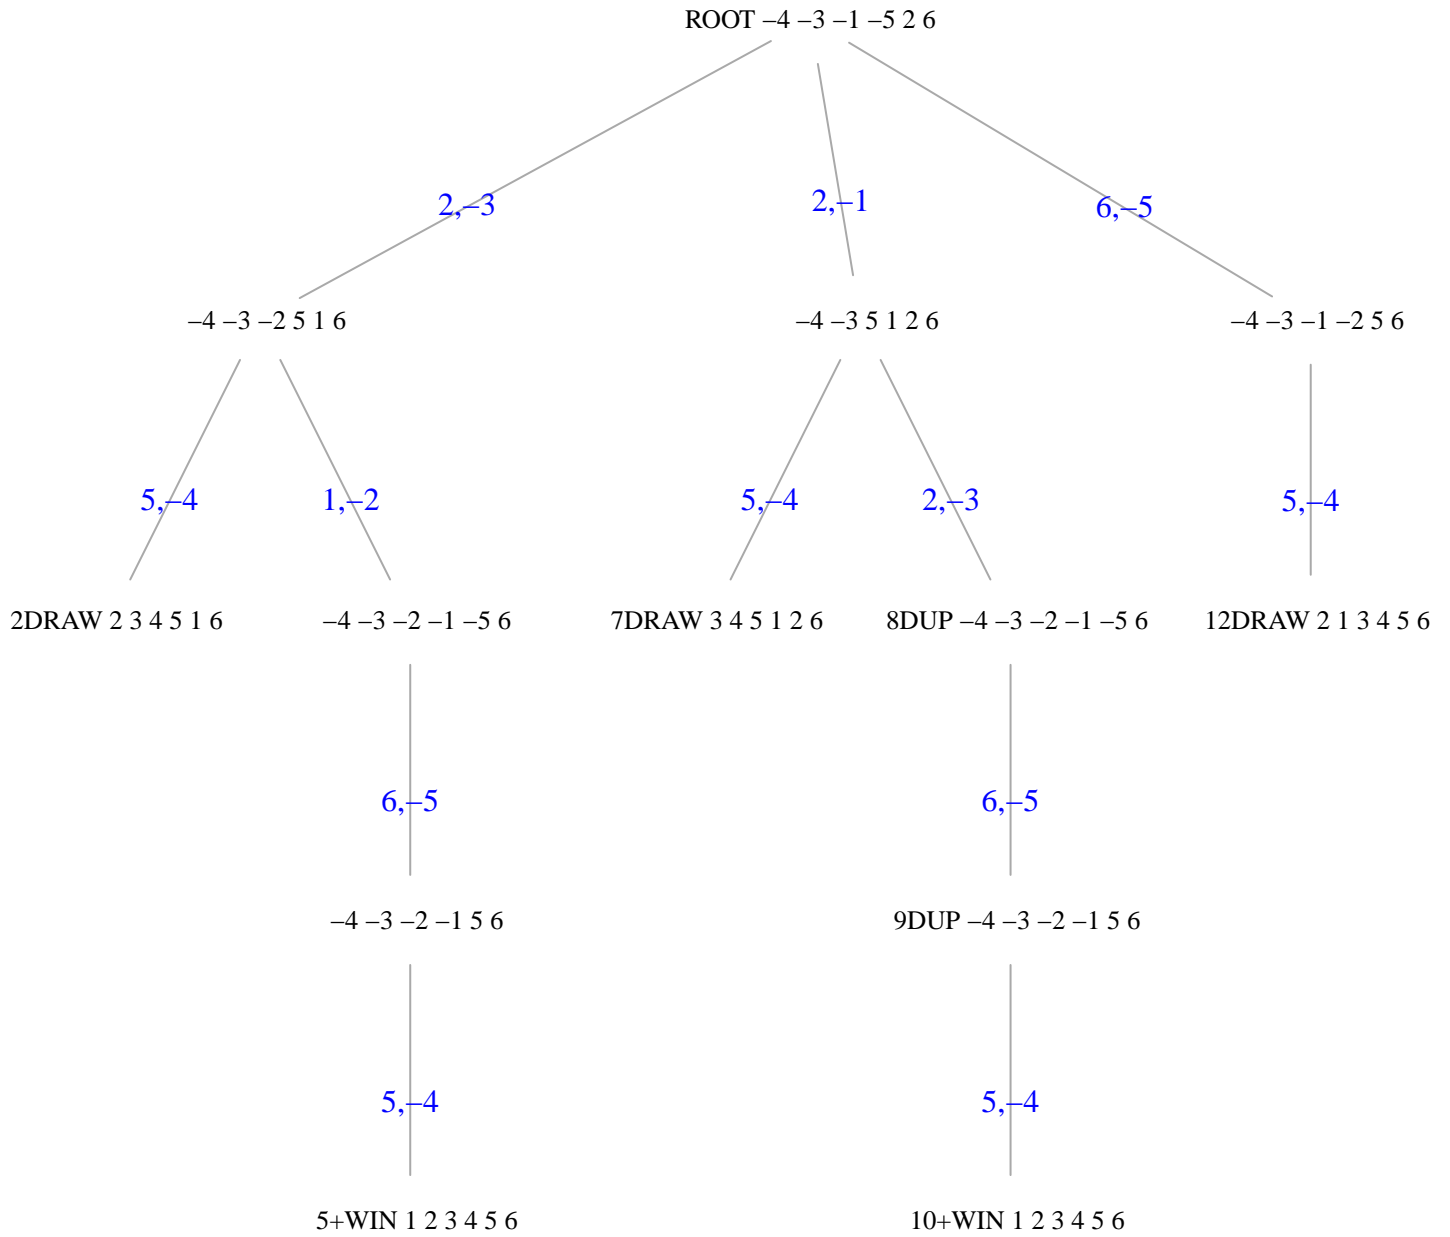 ROOT –4 –3 –1 –5 2 6
2,–3 2,–1 6,–5
–4 –3 –2 5 1 6 –4 –3 5 1 2 6 –4 –3 –1 –2 5 6
5,–4 1,–2 5,–4 2,–3 5,–4
2DRAW 2 3 4 5 1 6 –4 –3 –2 –1 –5 6 7DRAW 3 4 5 1 2 6 8DUP –4 –3 –2 –1 –5 6 12DRAW 2 1 3 4 5 6
6,–5 6,–5
–4 –3 –2 –1 5 6 9DUP –4 –3 –2 –1 5 6
5,–4 5,–4
5+WIN 1 2 3 4 5 6 10+WIN 1 2 3 4 5 6